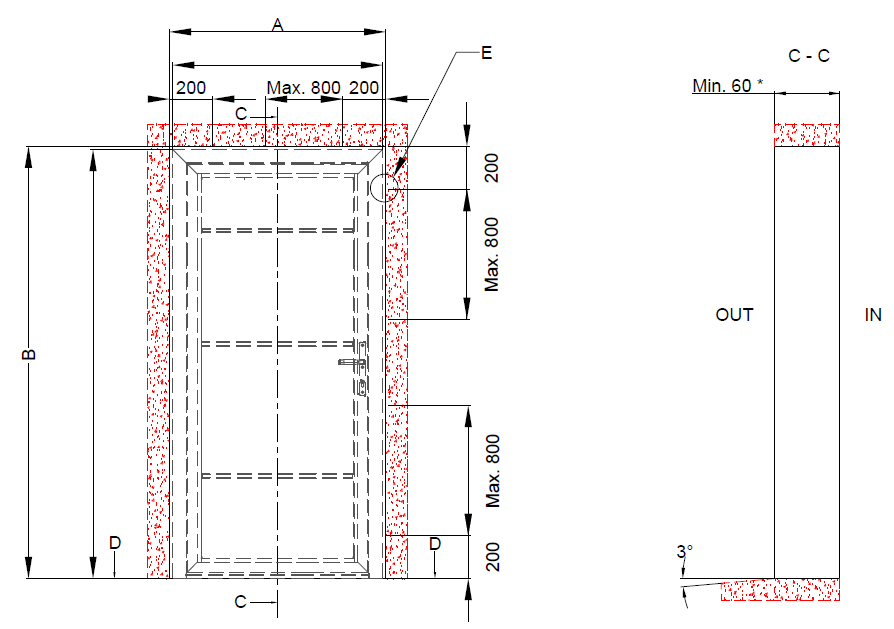 A
E
C - C
200 Max. 800 200
Min. 60 *
C
200
Max. 800
OUT IN
B
Max. 800
D D
200
3°
C